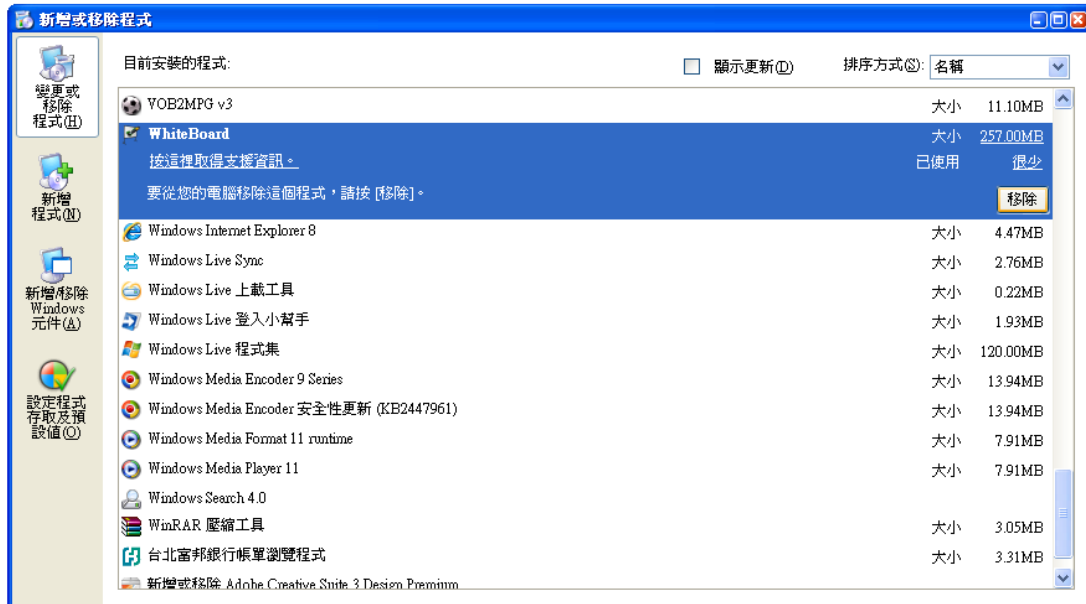 新增或移除程式
變更或
移除
程式(H)
新增
程式(N)
新增/移除
Windows
元件(A)
設定程式
存取及預
設值(O)
目前安裝的程式:
顯示更新(D)
排序方式(S): 名稱
VOB2MPG v3 大小 11.10MB
WhiteBoard 大小 257.00MB
按這裡取得支援資訊。 已使用 很少
要從您的電腦移除這個程式，請按 [移除]。 移除
Windows Internet Explorer 8 大小 4.47MB
Windows Live Sync 大小 2.76MB
Windows Live 上載工具 大小 0.22MB
Windows Live 登入小幫手 大小 1.93MB
Windows Live 程式集 大小 120.00MB
Windows Media Encoder 9 Series 大小 13.94MB
Windows Media Encoder 安全性更新 (KB2447961) 大小 13.94MB
Windows Media Format 11 runtime 大小 7.91MB
Windows Media Player 11 大小 7.91MB
Windows Search 4.0
WinRAR 壓縮工具 大小 3.05MB
台北富邦銀行帳單瀏覽程式 大小 3.31MB
新增或移除 Adobe Creative Suite 3 Design Premium